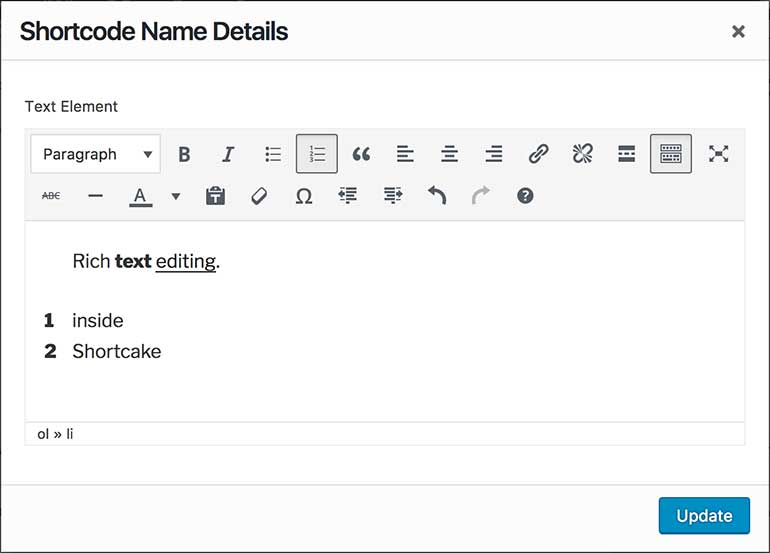 Shortcode Name Details
Text Element
Paragraph
ABC A Ω
Rich text editing.
1 inside
2 Shortcake
ol » li
Update